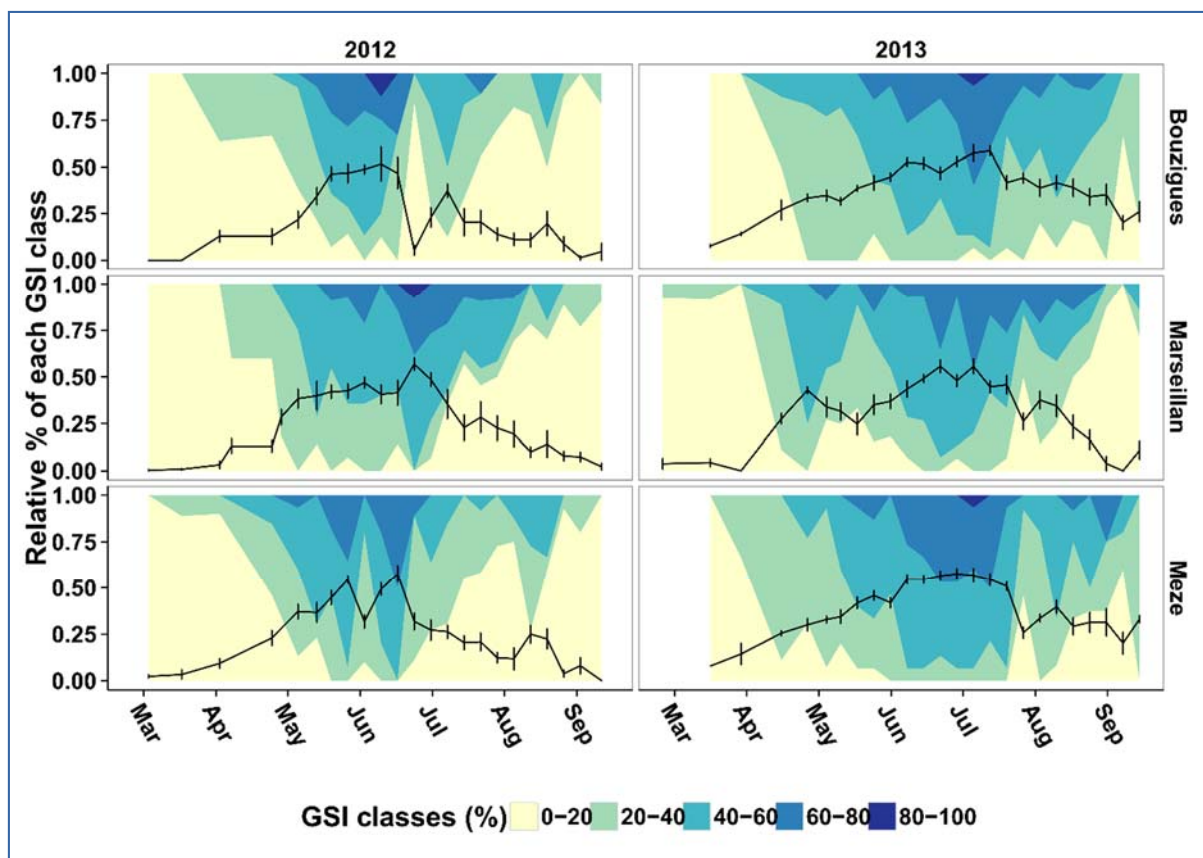 2012
2013
Relative % of each GSI class
1.00
0.75
0.50
0.25
0.00
Bouzigues
1.00
0.75
0.50
0.25
0.00
Marseillan
1.00
0.75
0.50
0.25
0.00
Meze
Mar Apr May Jun Jul Aug Sep
Mar Apr May Jun Jul Aug Sep
GSI classes (%) 0-20 20-40 40-60 60-80 80-100